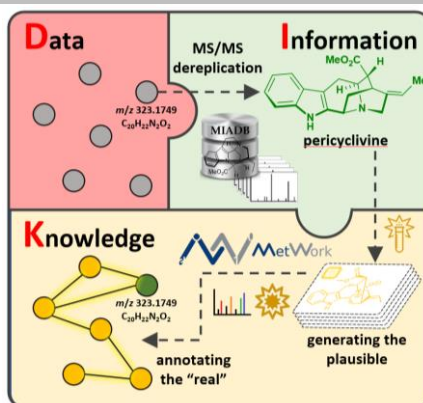 Data
m/z 323.1749
C20H22N2O2
MS/MS
dereplication
MIADB
MeO2C
Information
MeO2C
H
H
N
N
H
Me
pericyclivine
Knowledge
m/z 323.1749
C20H22N2O2
MetWork
annotating
the “real”
generating the
plausible